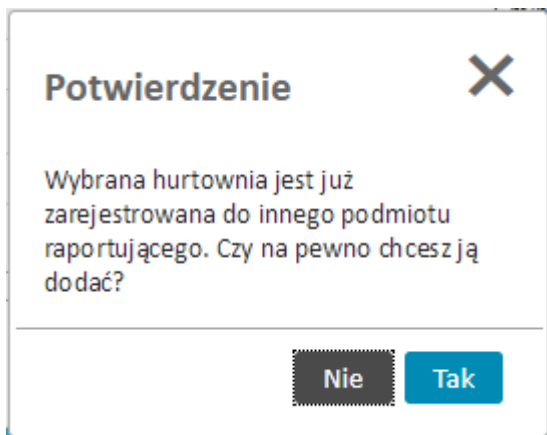 Potwierdzenie
Wybrana hurtownia jest już
zarejestrowana do innego podmiotu
raportującego. Czy na pewno chcesz ją
dodać?
Nie
Tak